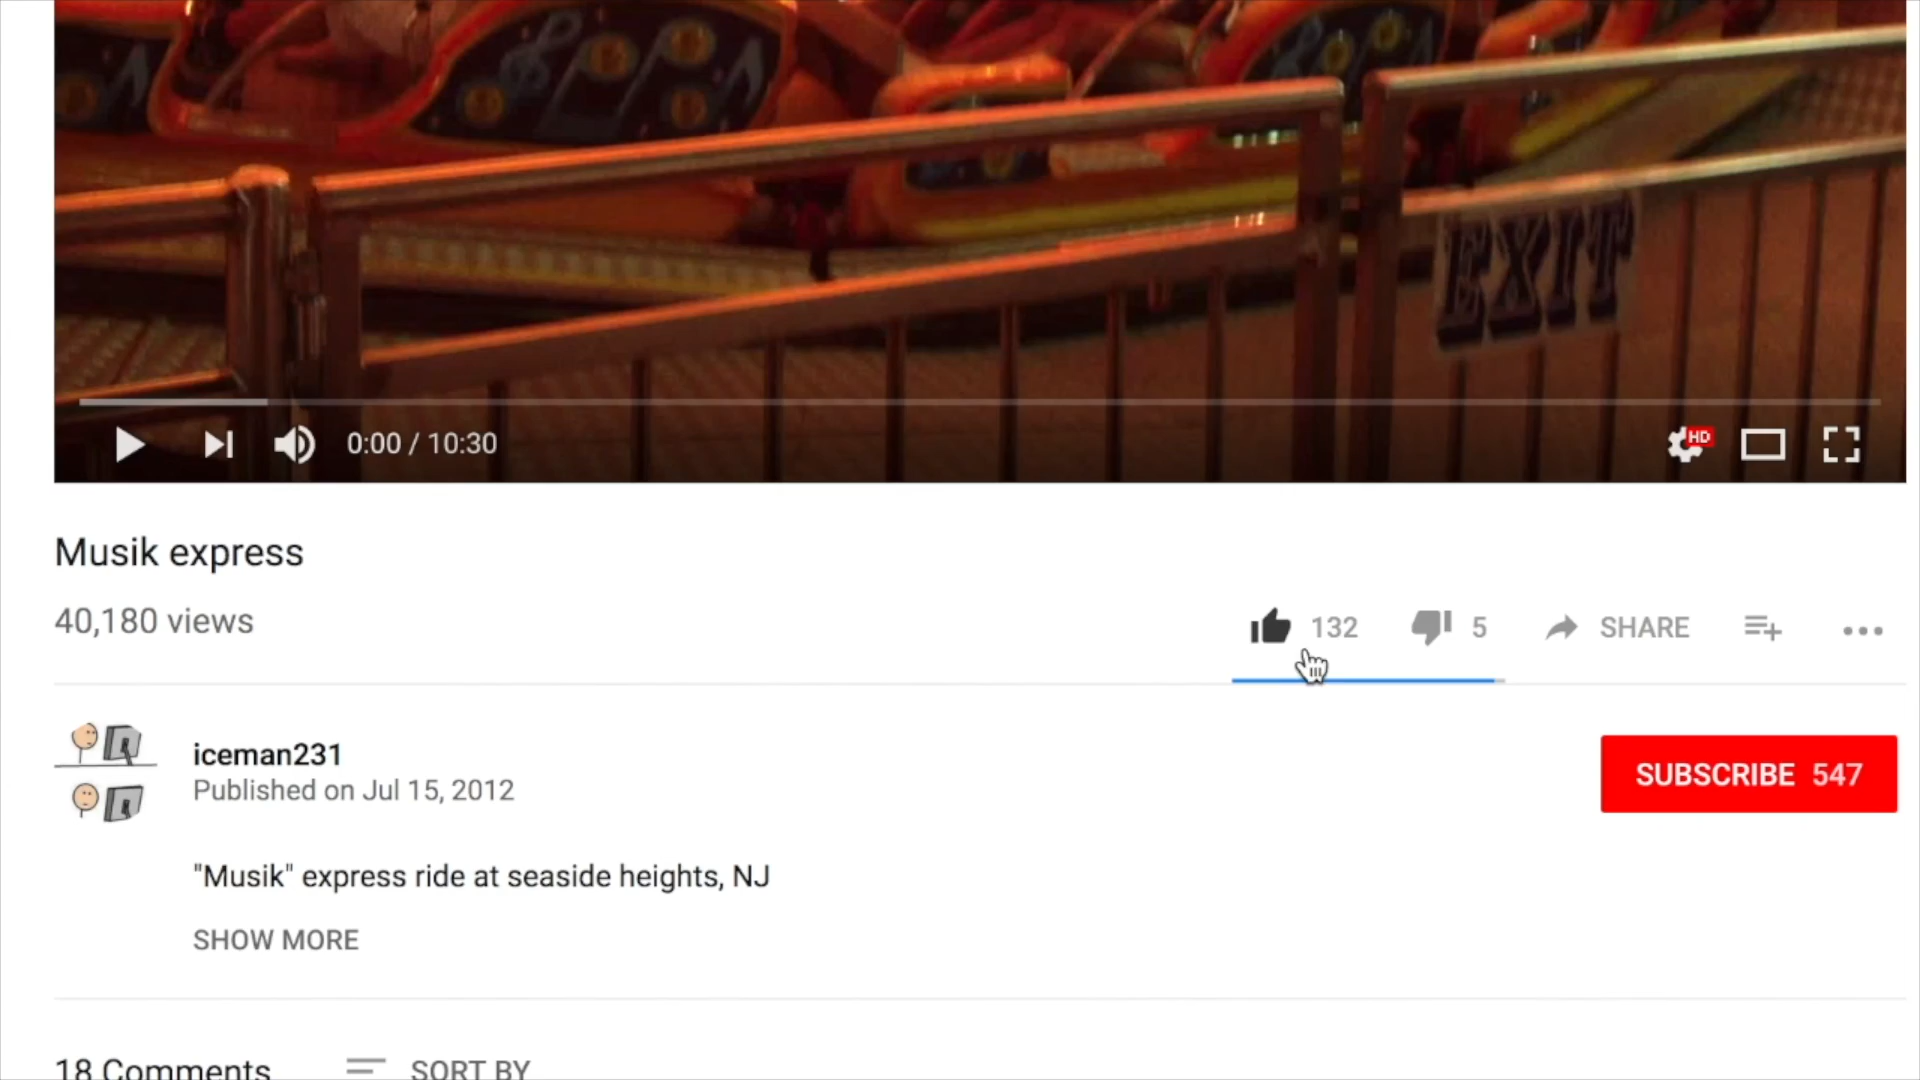 EXIT
0:00 / 10:30
HD
Musik express
40,180 views
132 5 SHARE
iceman231
Published on Jul 15, 2012
SUBSCRIBE 547
"Musik" express ride at seaside heights, NJ
SHOW MORE
18 Comments SORT BY